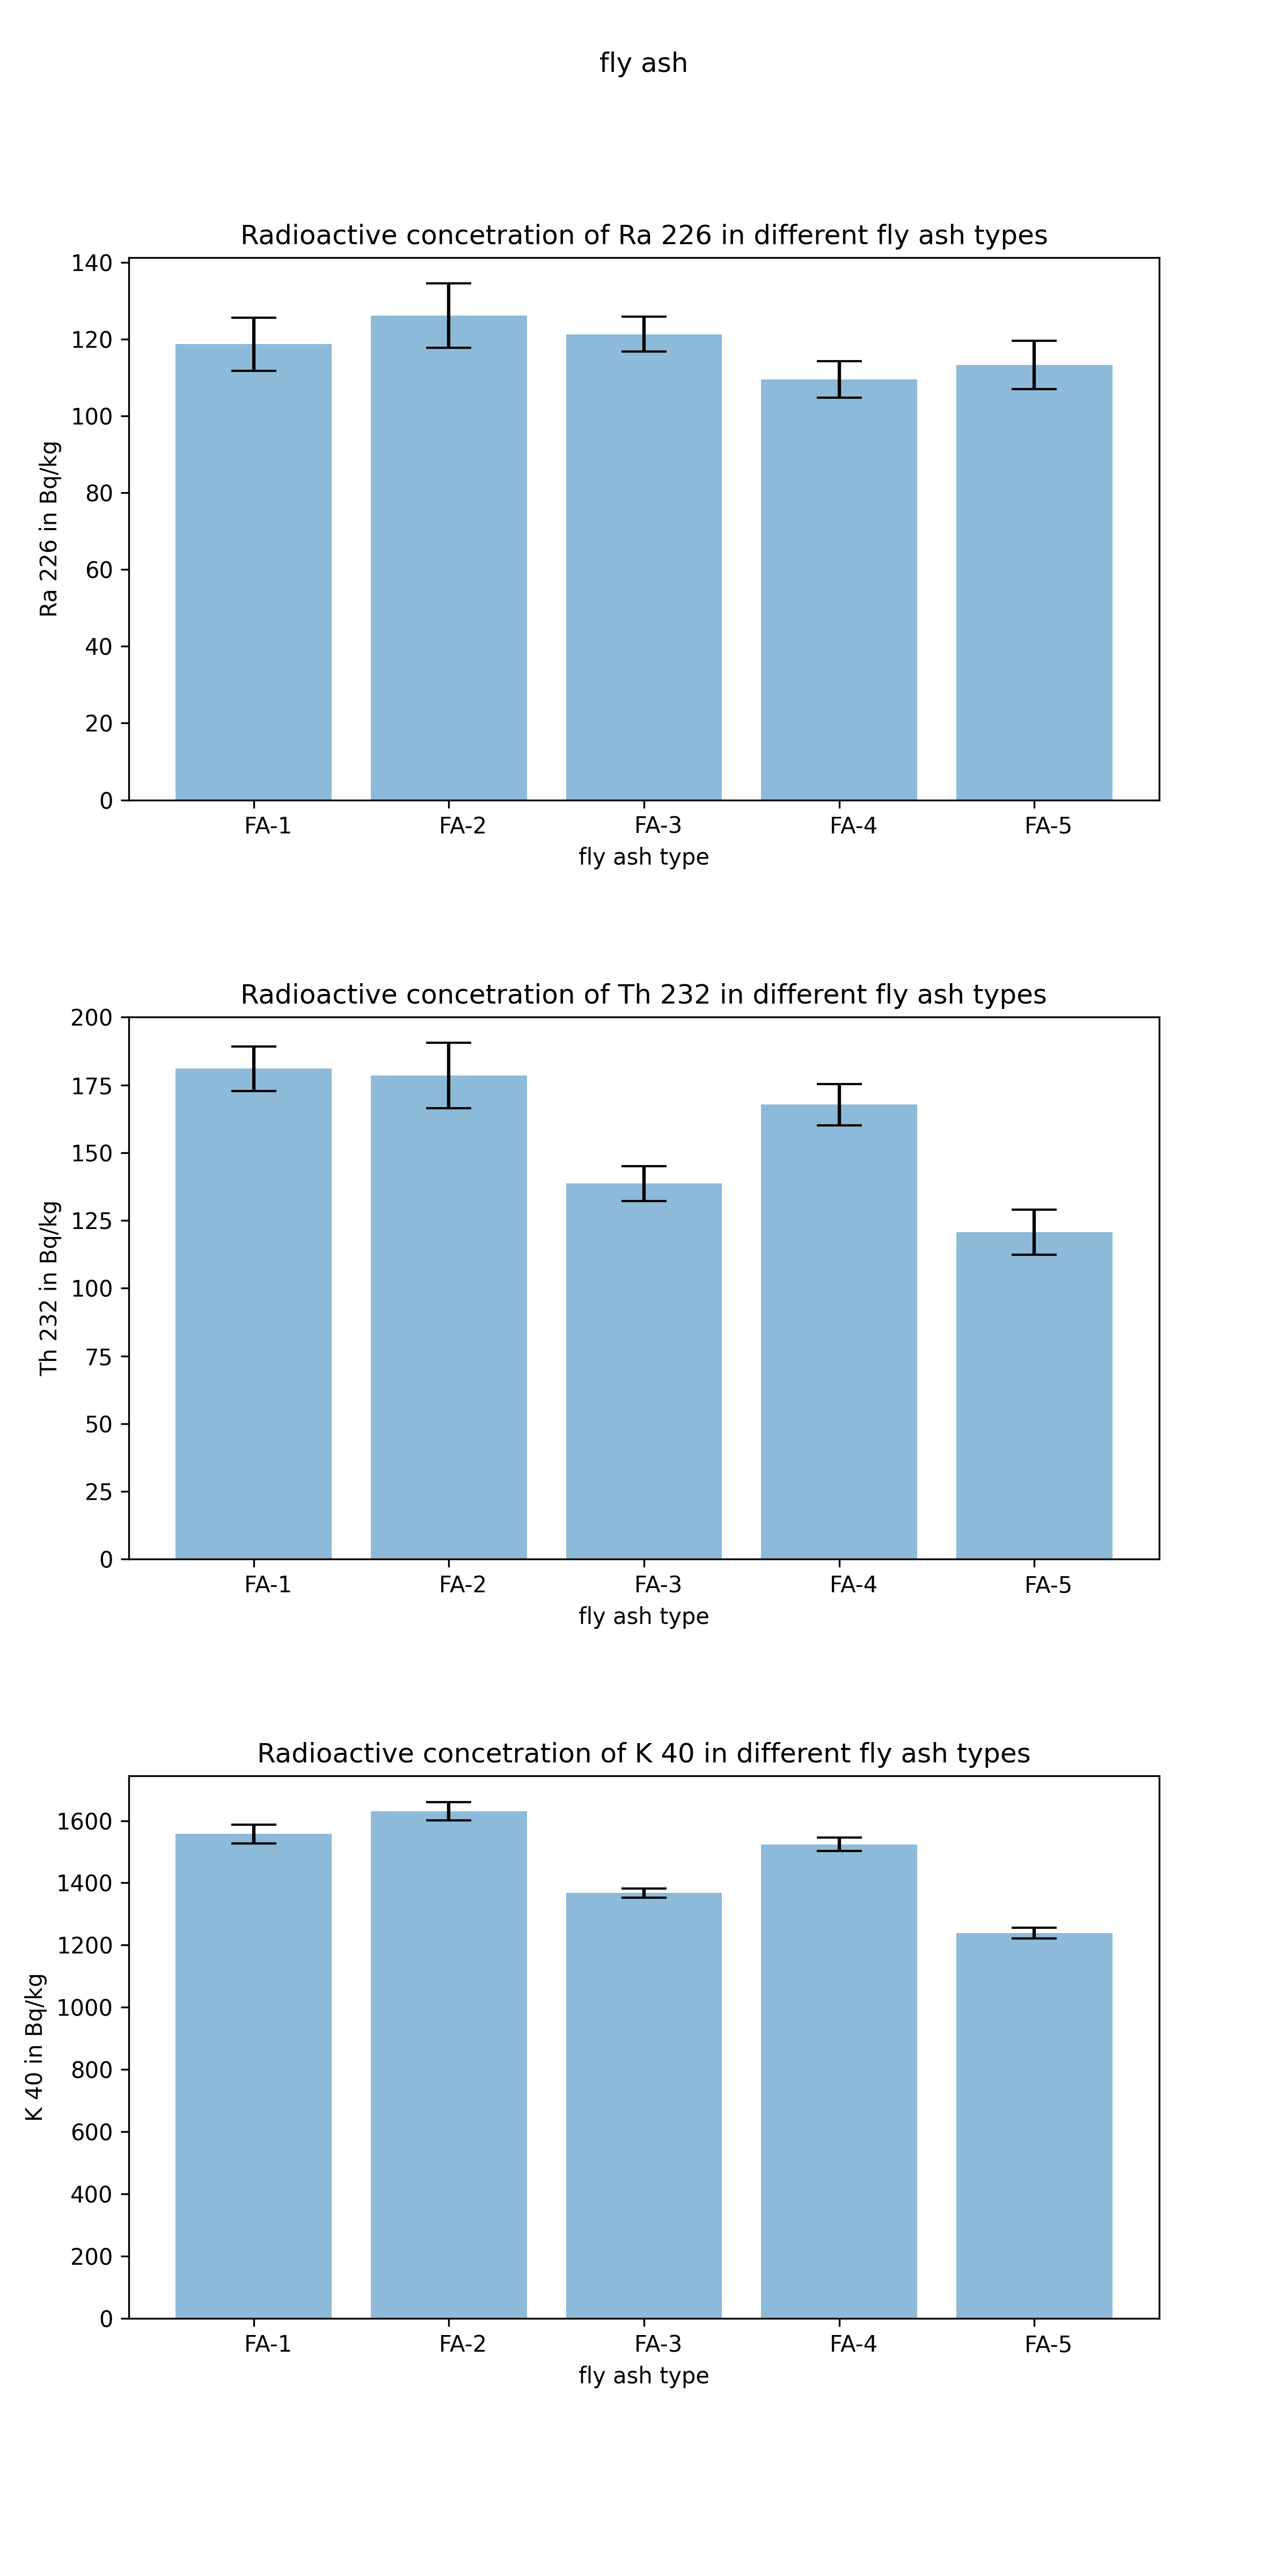 fly ash
Radioactive concetration of Ra 226 in different fly ash types
140
120
100
80
60
40
20
0
Ra 226 in Bq/kg
FA-1 FA-2 FA-3 FA-4 FA-5
fly ash type
Radioactive concetration of Th 232 in different fly ash types
200
175
150
125
100
75
50
25
0
Th 232 in Bq/kg
FA-1 FA-2 FA-3 FA-4 FA-5
fly ash type
Radioactive concetration of K 40 in different fly ash types
1600
1400
1200
1000
800
600
400
200
0
K 40 in Bq/kg
FA-1 FA-2 FA-3 FA-4 FA-5
fly ash type